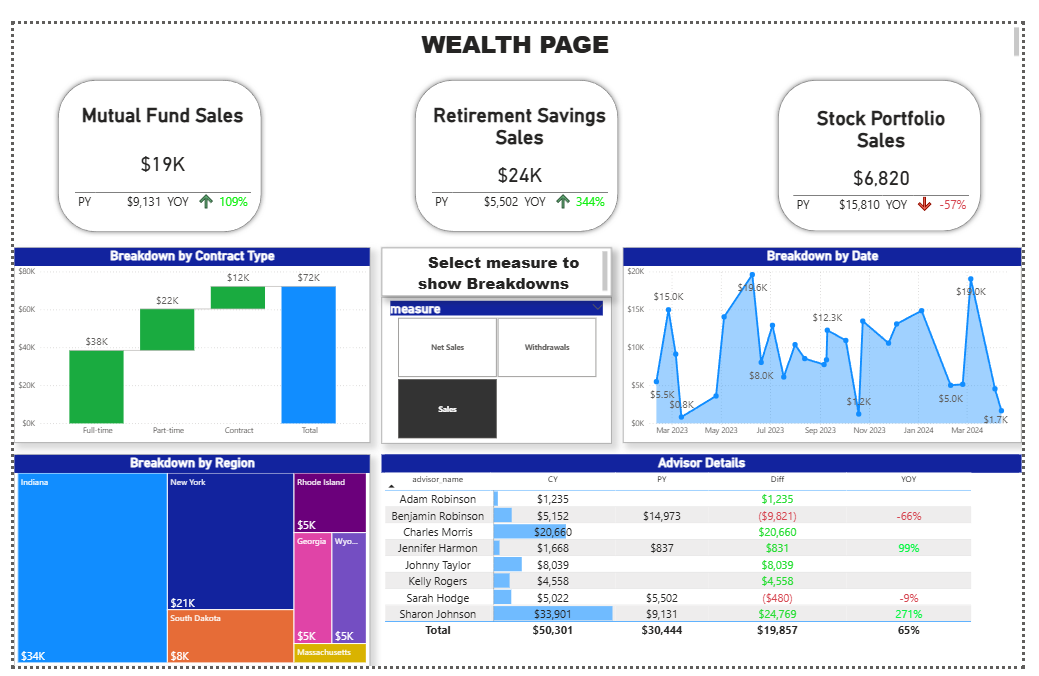 WEALTH PAGE
Mutual Fund Sales
$19K
PY $9,131 YOY 109%
Retirement Savings
Sales
$24K
PY $5,502 YOY 344%
Stock Portfolio
Sales
$6,820
PY $15,810 YOY -57%
Breakdown by Contract Type
$80K
$60K
$40K
$20K
$0K
$38K
$22K
$12K
$72K
Full-time Part-time Contract Total
Select measure to
show Breakdowns
measure
Net Sales Withdrawals
Sales
Breakdown by Date
$20K
$15K
$10K
$5K
$0K
$5.5K
$15.0K
$0.8K
$19.6K
$8.0K
$12.3K
$1.2K
$5.0K
$19.0K
$1.7K
Mar 2023 May 2023 Jul 2023 Sep 2023 Nov 2023 Jan 2024 Mar 2024
Breakdown by Region
Indiana
$34K
New York
$21K
South Dakota
$8K
Rhode Island
$5K
Georgia
$5K
Wyo...
$5K
Massachusetts
Advisor Details
advisor_name CY PY Diff YOY
Adam Robinson $1,235 $1,235
Benjamin Robinson $5,152 $14,973 ($9,821) -66%
Charles Morris $20,660 $20,660
Jennifer Harmon $1,668 $837 $831 99%
Johnny Taylor $8,039 $8,039
Kelly Rogers $4,558 $4,558
Sarah Hodge $5,022 $5,502 ($480) -9%
Sharon Johnson $33,901 $9,131 $24,769 271%
Total $50,301 $30,444 $19,857 65%